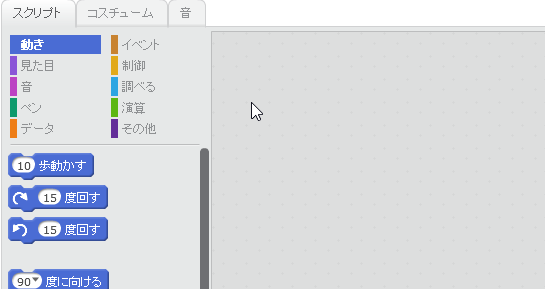 スクリプト コスチューム 音
動き イベント
見た目 制御
音 調べる
ペン 演算
データ その他
10 歩動かす
15 度回す
15 度回す
90 度に向ける